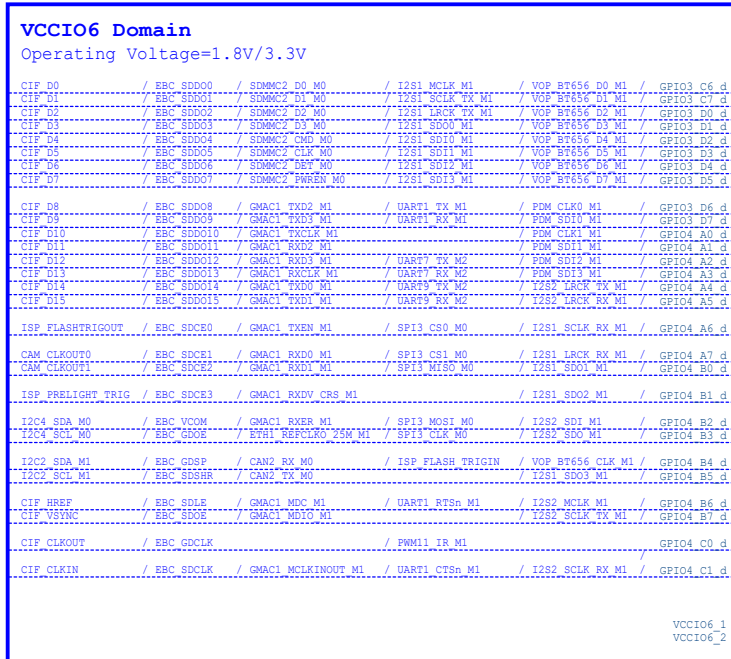 VCCIO6 Domain
Operating Voltage=1.8V/3.3V
CIF_D0 / EBC_SDDO0 / SDMMC2_D0_M0 / I2S1_MCLK_M1 / VOP_BT656_D0_M1 / GPIO3_C6_d
CIF_D1 / EBC_SDDO1 / SDMMC2_D1_M0 / I2S1_SCLK_TX_M1 / VOP_BT656_D1_M1 / GPIO3_C7_d
CIF_D2 / EBC_SDDO2 / SDMMC2_D2_M0 / I2S1_LRCK_TX_M1 / VOP_BT656_D2_M1 / GPIO3_D0_d
CIF_D3 / EBC_SDDO3 / SDMMC2_D3_M0 / I2S1_SDO0_M1 / VOP_BT656_D3_M1 / GPIO3_D1_d
CIF_D4 / EBC_SDDO4 / SDMMC2_CMD_M0 / I2S1_SDI0_M1 / VOP_BT656_D4_M1 / GPIO3_D2_d
CIF_D5 / EBC_SDDO5 / SDMMC2_CLK_M0 / I2S1_SDI1_M1 / VOP_BT656_D5_M1 / GPIO3_D3_d
CIF_D6 / EBC_SDDO6 / SDMMC2_DET_M0 / I2S1_SDI2_M1 / VOP_BT656_D6_M1 / GPIO3_D4_d
CIF_D7 / EBC_SDDO7 / SDMMC2_PWREN_M0 / I2S1_SDI3_M1 / VOP_BT656_D7_M1 / GPIO3_D5_d
CIF_D8 / EBC_SDDO8 / GMAC1_TXD2_M1 / UART1_TX_M1 / PDM_CLK0_M1 / GPIO3_D6_d
CIF_D9 / EBC_SDDO9 / GMAC1_TXD3_M1 / UART1_RX_M1 / PDM_SDI0_M1 / GPIO3_D7_d
CIF_D10 / EBC_SDDO10 / GMAC1_TXCLK_M1 / PDM_CLK1_M1 / GPIO4_A0_d
CIF_D11 / EBC_SDDO11 / GMAC1_RXD2_M1 / PDM_SDI1_M1 / GPIO4_A1_d
CIF_D12 / EBC_SDDO12 / GMAC1_RXD3_M1 / UART7_TX_M2 / PDM_SDI2_M1 / GPIO4_A2_d
CIF_D13 / EBC_SDDO13 / GMAC1_RXCLK_M1 / UART7_RX_M2 / PDM_SDI3_M1 / GPIO4_A3_d
CIF_D14 / EBC_SDDO14 / GMAC1_TXD0_M1 / UART9_TX_M2 / I2S2_LRCK_TX_M1 / GPIO4_A4_d
CIF_D15 / EBC_SDDO15 / GMAC1_TXD1_M1 / UART9_RX_M2 / I2S2_LRCK_RX_M1 / GPIO4_A5_d
ISP_FLASHTRIGOUT / EBC_SDCE0 / GMAC1_TXEN_M1 / SPI3_CS0_M0 / I2S1_SCLK_RX_M1 / GPIO4_A6_d
CAM_CLKOUT0 / EBC_SDCE1 / GMAC1_RXD0_M1 / SPI3_CS1_M0 / I2S1_LRCK_RX_M1 / GPIO4_A7_d
CAM_CLKOUT1 / EBC_SDCE2 / GMAC1_RXD1_M1 / SPI3_MISO_M0 / I2S1_SDO1_M1 / GPIO4_B0_d
ISP_PRELIGHT_TRIG / EBC_SDCE3 / GMAC1_RXDV_CRS_M1 / I2S1_SDO2_M1 / GPIO4_B1_d
I2C4_SDA_M0 / EBC_VCOM / GMAC1_RXER_M1 / SPI3_MOSI_M0 / I2S2_SDI_M1 / GPIO4_B2_d
I2C4_SCL_M0 / EBC_GDOE / ETH1_REFCLKO_25M_M1 / SPI3_CLK_M0 / I2S2_SDO_M1 / GPIO4_B3_d
I2C2_SDA_M1 / EBC_GDSP / CAN2_RX_M0 / ISP_FLASH_TRIGIN / VOP_BT656_CLK_M1 / GPIO4_B4_d
I2C2_SCL_M1 / EBC_SDSHR / CAN2_TX_M0 / I2S1_SDO3_M1 / GPIO4_B5_d
CIF_HREF / EBC_SDLE / GMAC1_MDC_M1 / UART1_RTSn_M1 / I2S2_MCLK_M1 / GPIO4_B6_d
CIF_VSYNC / EBC_SDOE / GMAC1_MDIO_M1 / I2S2_SCLK_TX_M1 / GPIO4_B7_d
CIF_CLKOUT / EBC_GDCLK / PWM11_IR_M1 / GPIO4_C0_d
CIF_CLKIN / EBC_SDCLK / GMAC1_MCLKINOUT_M1 / UART1_CTSn_M1 / I2S2_SCLK_RX_M1 / GPIO4_C1_d
VCCIO6_1
VCCIO6_2